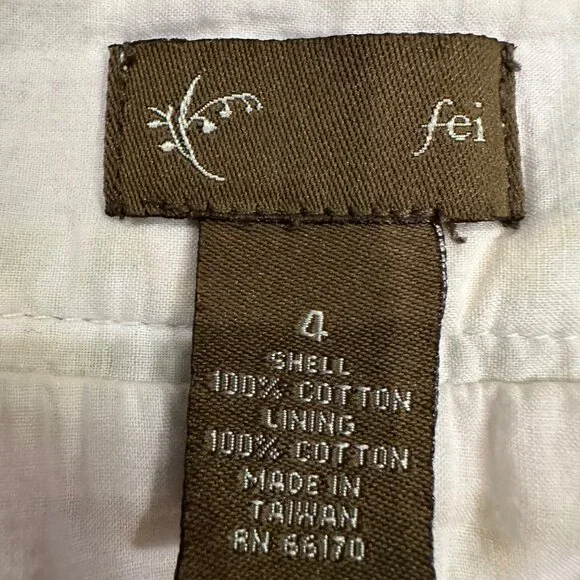 fei
4
SHELL
100% COTTON
LINING
100% COTTON
MADE IN
TAIWAN
RN 66170